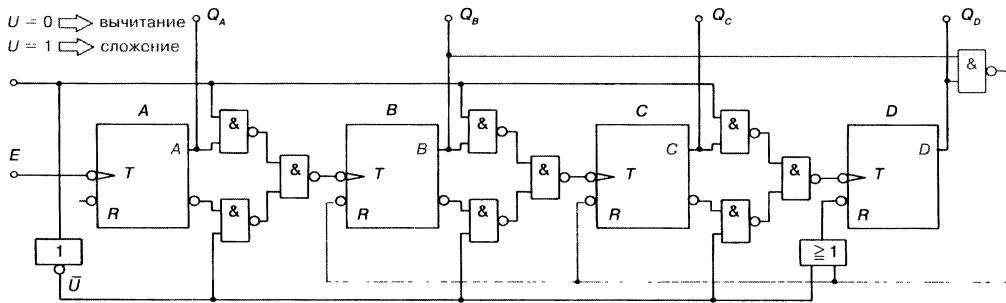 U = 0 ⇒ вычитание
U = 1 ⇒ сложение
Q_A
Q_B
Q_C
Q_D
&
A
B
C
D
& & &
E
A T R
& & &
B T R
C T R
D T R
& & &
1
≧ 1
Ū